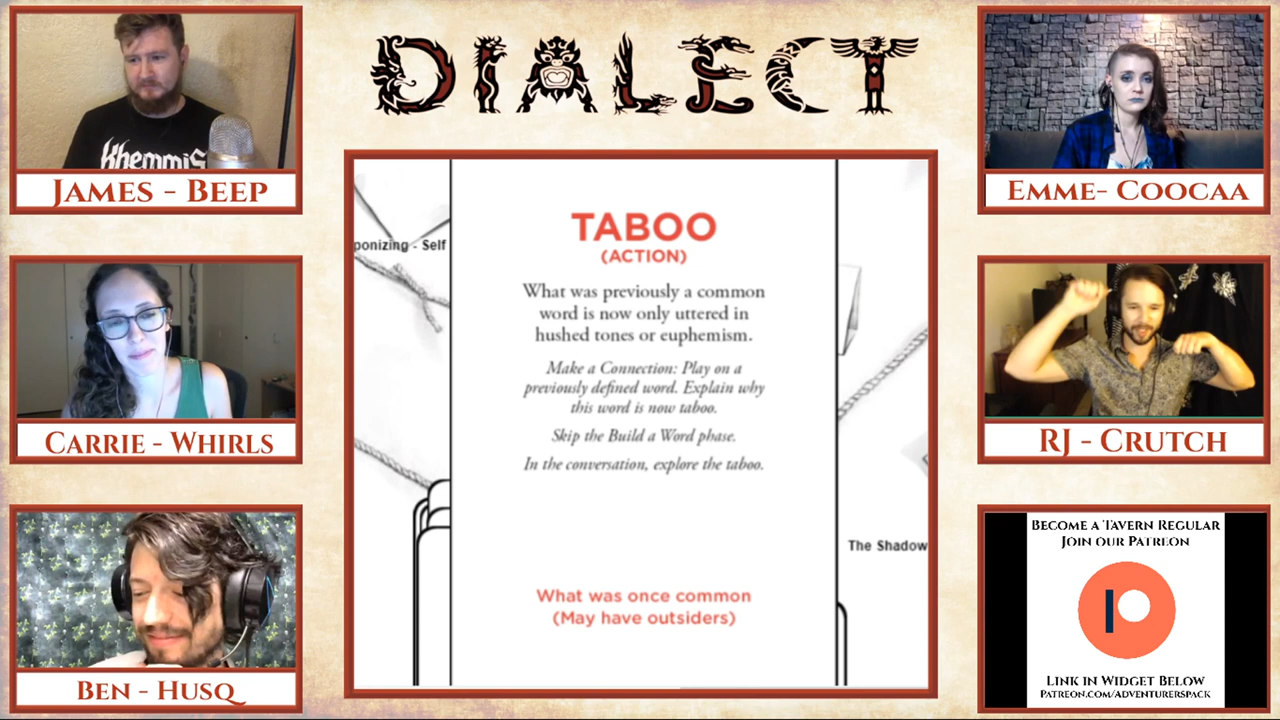 DIALECT
Khemmis
JAMES - BEEP
EMME- COOCAA
CARRIE - WHIRLS
RJ - CRUTCH
BEN - HUSQ
ponizing - Self
TABOO
(ACTION)
What was previously a common
word is now only uttered in
hushed tones or euphemism.
Make a Connection: Play on a
previously defined word. Explain why
this word is now taboo.
Skip the Build a Word phase.
In the conversation, explore the taboo.
The Shadow
What was once common
(May have outsiders)
BECOME A TAVERN REGULAR
JOIN OUR PATREON
LINK IN WIDGET BELOW
PATREON.COM/ADVENTURERSPACK